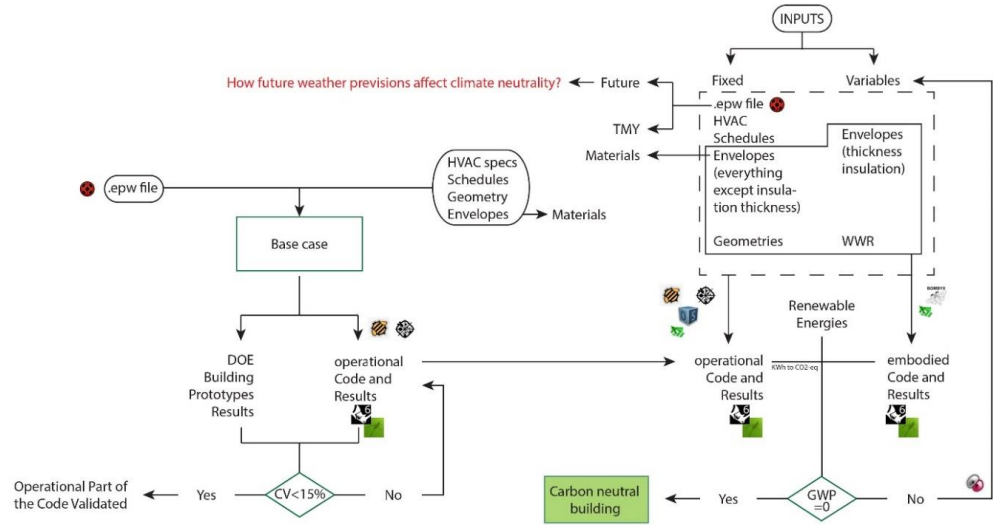 INPUTS
Fixed
Variables
How future weather previsions affect climate neutrality?
Future
TMY
Materials
.epw file
HVAC
Schedules
Envelopes
(everything
except insula-
tion thickness)
Geometries
Envelopes
(thickness
insulation)
WWR
.epw file
HVAC specs
Schedules
Geometry
Envelopes
Materials
Base case
DOE
Building
Prototypes
Results
operational
Code and
Results
6
CV<15%
Yes
No
Operational Part of
the Code Validated
Renewable
Energies
operational
Code and
Results
6
KWh to CO2-eq
embodied
Code and
Results
6
GWP
=0
Yes
No
Carbon neutral
building